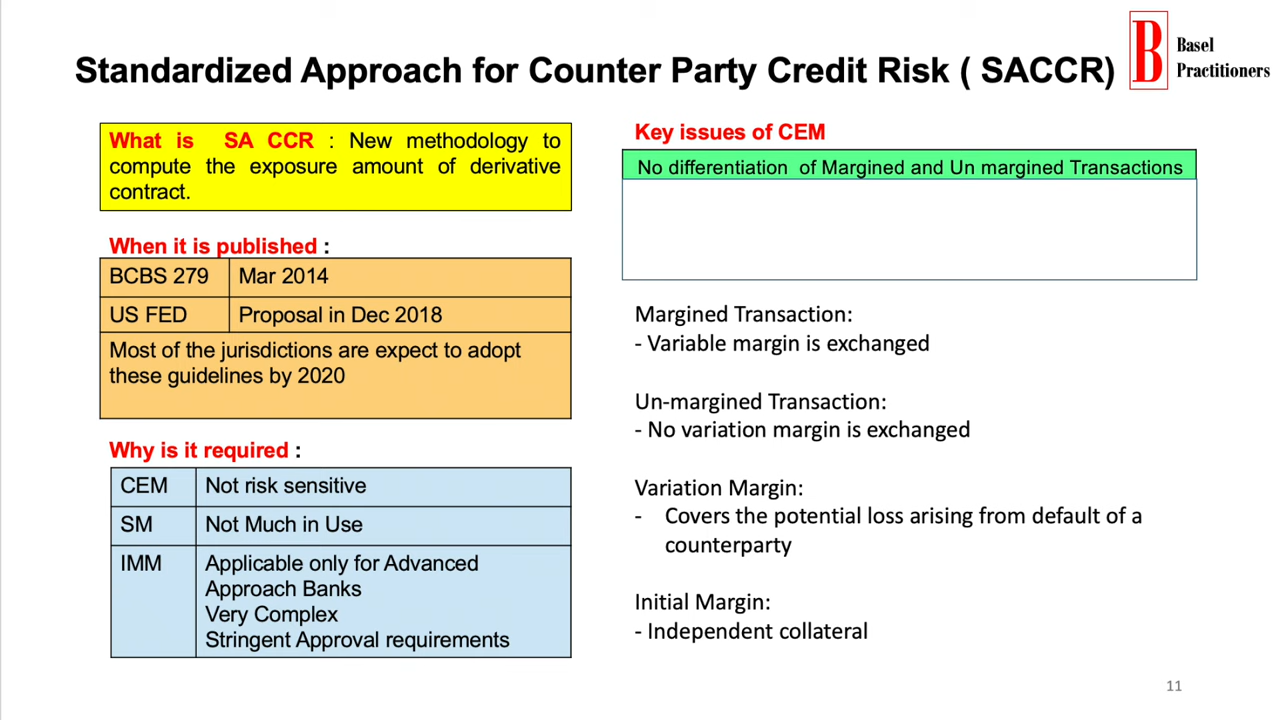 Standardized Approach for Counter Party Credit Risk ( SACCR)
B
Basel
Practitioners
What is SA CCR : New methodology to
compute the exposure amount of derivative
contract.
When it is published :
BCBS 279 Mar 2014
US FED Proposal in Dec 2018
Most of the jurisdictions are expect to adopt
these guidelines by 2020
Why is it required :
CEM Not risk sensitive
SM Not Much in Use
IMM Applicable only for Advanced
Approach Banks
Very Complex
Stringent Approval requirements
Key issues of CEM
No differentiation of Margined and Un margined Transactions
Margined Transaction:
- Variable margin is exchanged
Un-margined Transaction:
- No variation margin is exchanged
Variation Margin:
- Covers the potential loss arising from default of a
counterparty
Initial Margin:
- Independent collateral
11